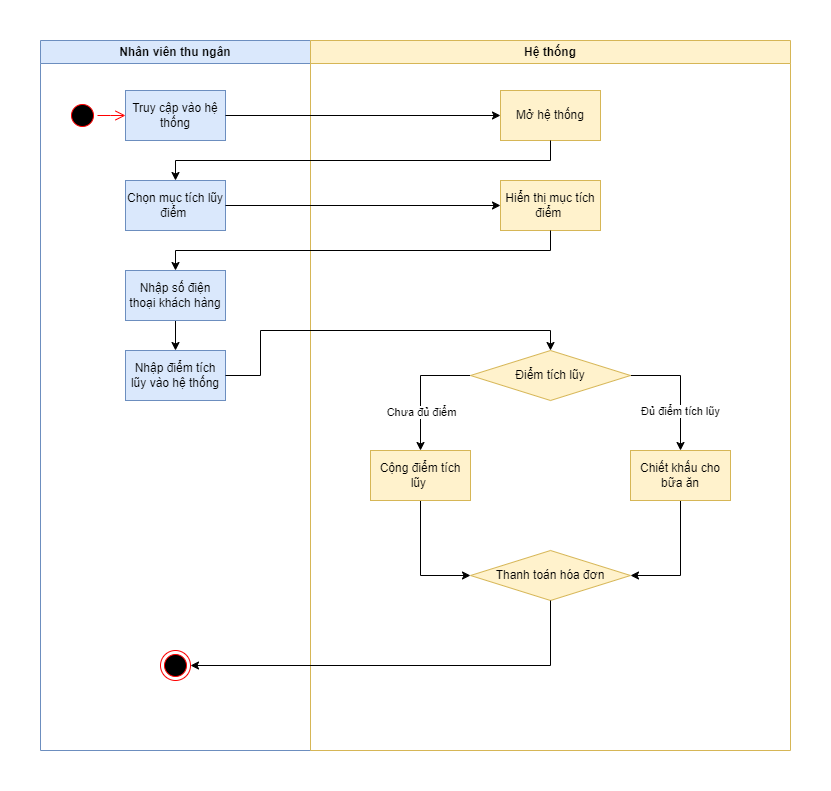 Nhân viên thu ngân
Hệ thống
Truy cập vào hệ
thống
Mở hệ thống
Chọn mục tích lũy
điểm
Hiển thị mục tích
điểm
Nhập số điện
thoại khách hàng
Nhập điểm tích
lũy vào hệ thống
Điểm tích lũy
Chưa đủ điểm
Đủ điểm tích lũy
Cộng điểm tích
lũy
Chiết khấu cho
bữa ăn
Thanh toán hóa đơn